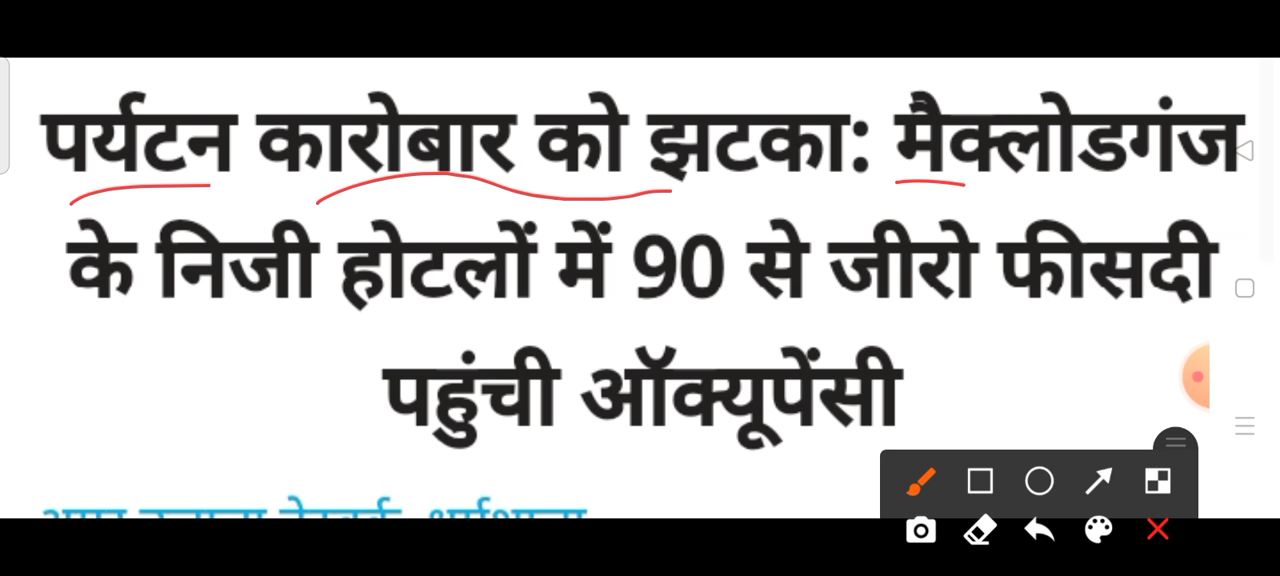 पर्यटन कारोबार को झटका: मैक्लोडगंज
के निजी होटलों में 90 से जीरो फीसदी
पहुंची ऑक्यूपेंसी